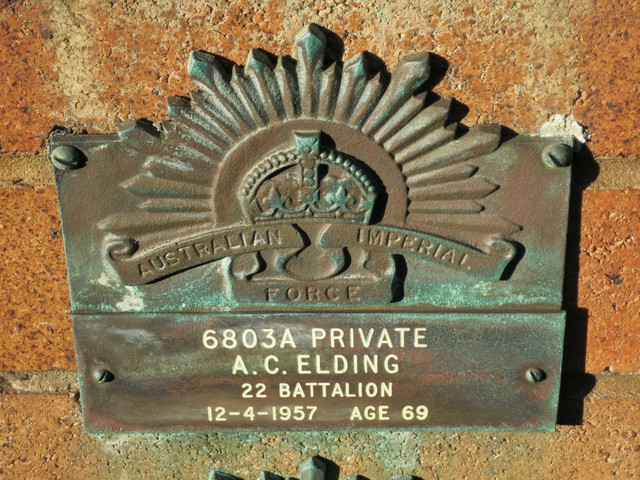 AUSTRALIAN IMPERIAL
FORCE
6803A PRIVATE
A.C. ELDING
22 BATTALION
12-4-1957 AGE 69